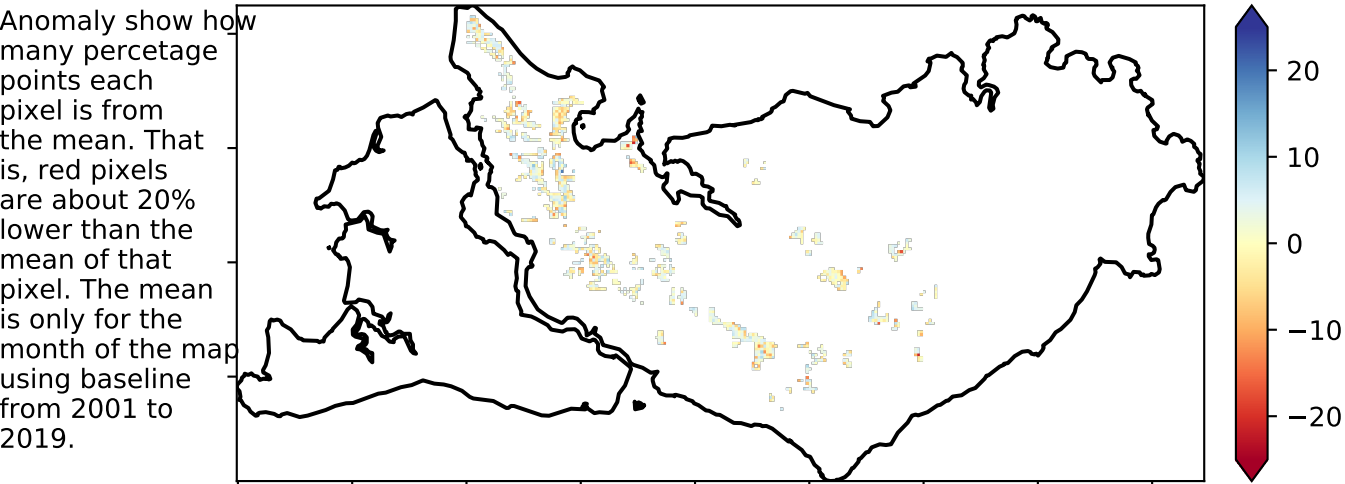 Anomaly show how
many percetage
points each
pixel is from
the mean. That
is, red pixels
are about 20%
lower than the
mean of that
pixel. The mean
is only for the
month of the map
using baseline
from 2001 to
2019.
20
10
0
−10
−20